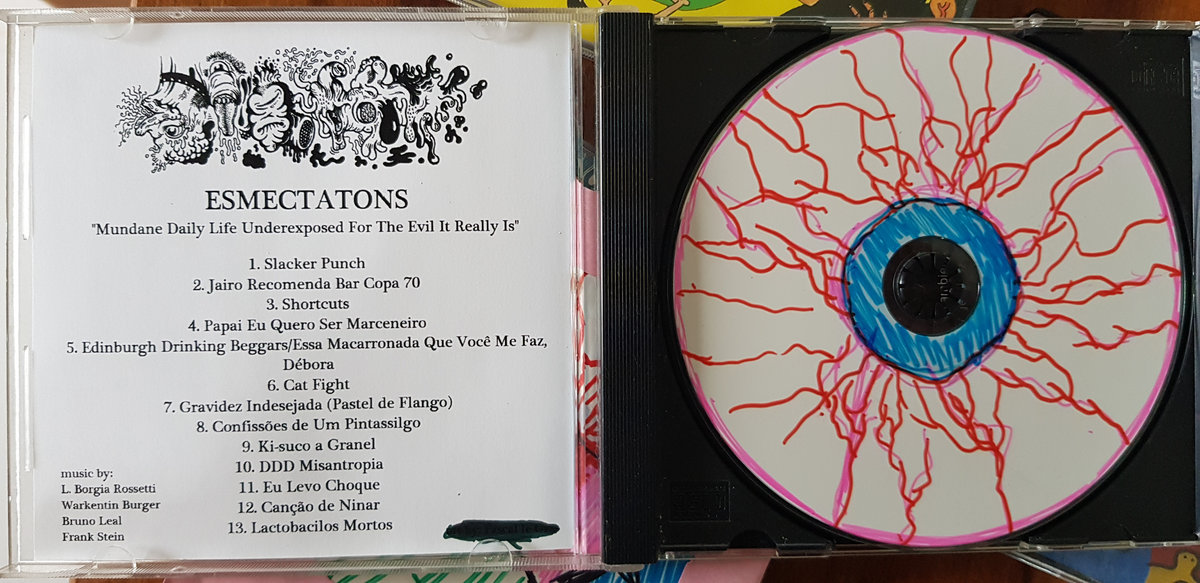 ESMECTATONS
"Mundane Daily Life Underexposed For The Evil It Really Is"
1. Slacker Punch
2. Jairo Recomenda Bar Copa 70
3. Shortcuts
4. Papai Eu Quero Ser Marceneiro
5. Edinburgh Drinking Beggars/Essa Macarronada Que Você Me Faz,
Débora
6. Cat Fight
7. Gravidez Indesejada (Pastel de Flango)
8. Confissões de Um Pintassilgo
9. Ki-suco a Granel
10. DDD Misantropia
11. Eu Levo Choque
12. Canção de Ninar
13. Lactobacilos Mortos
music by:
L. Borgia Rossetti
Warkentin Burger
Bruno Leal
Frank Stein